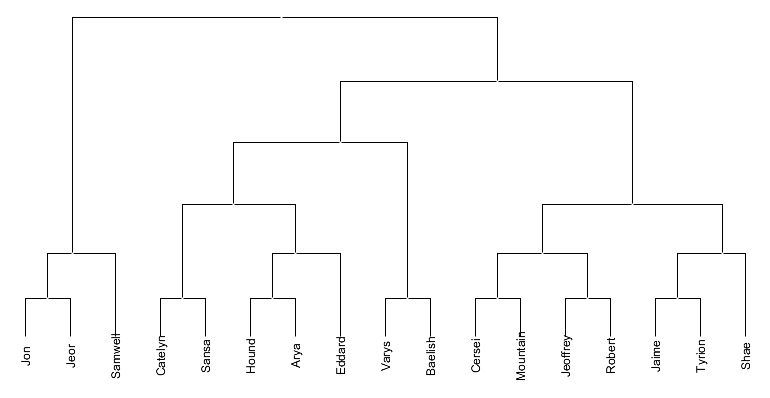 Jon
Jeor
Samwell
Catelyn
Sansa
Hound
Arya
Eddard
Varys
Baelish
Cersei
Mountain
Jeoffrey
Robert
Jaime
Tyrion
Shae